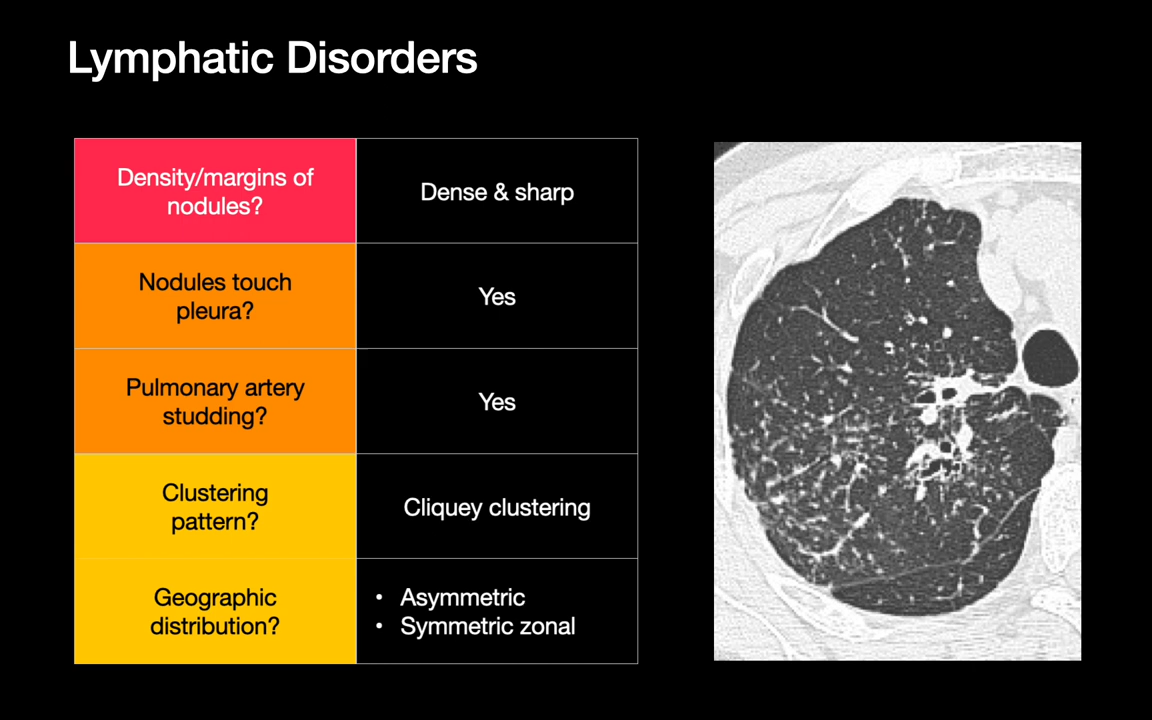 Lymphatic Disorders
Density/margins of
nodules?
Dense & sharp
Nodules touch
pleura?
Yes
Pulmonary artery
studding?
Yes
Clustering
pattern?
Cliquey clustering
Geographic
distribution?
• Asymmetric
• Symmetric zonal